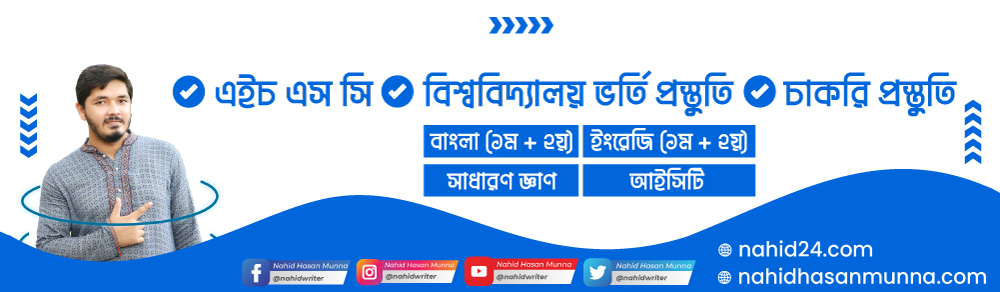 এইচ এস সি বিশ্ববিদ্যালয় ভর্তি প্রস্তুতি চাকরি প্রস্তুতি
বাংলা (১ম + ২য়) ইংরেজি (১ম + ২য়)
সাধারণ জ্ঞাণ আইসিটি
nahid24.com
nahidhasanmunna.com
Nahid Hasan Munna
@nahidwriter
Nahid Hasan Munna
@nahidwriter
Nahid Hasan Munna
@nahidwriter
Nahid Hasan Munna
@nahidwriter